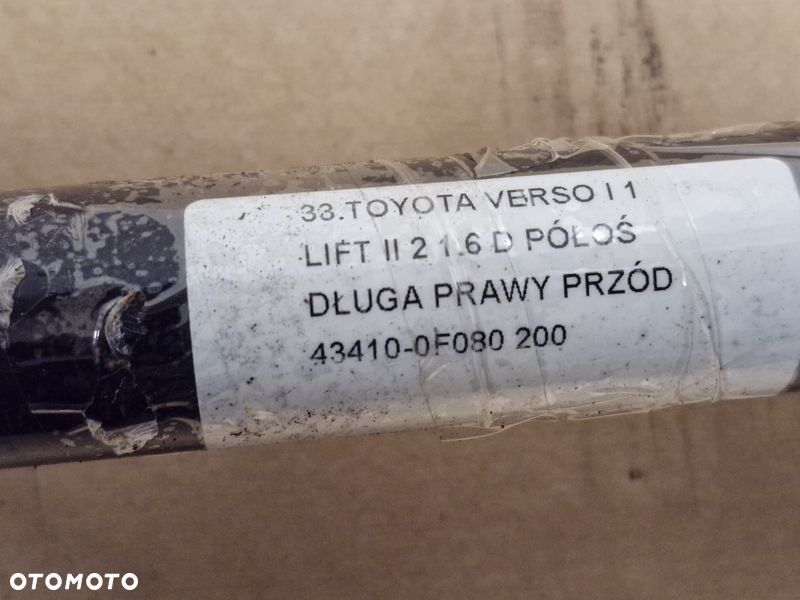 33.TOYOTA VERSO I 1
LIFT II 2 1.6 D PÓŁOŚ
DŁUGA PRAWY PRZÓD
43410-0F080 200
OTOMOTO